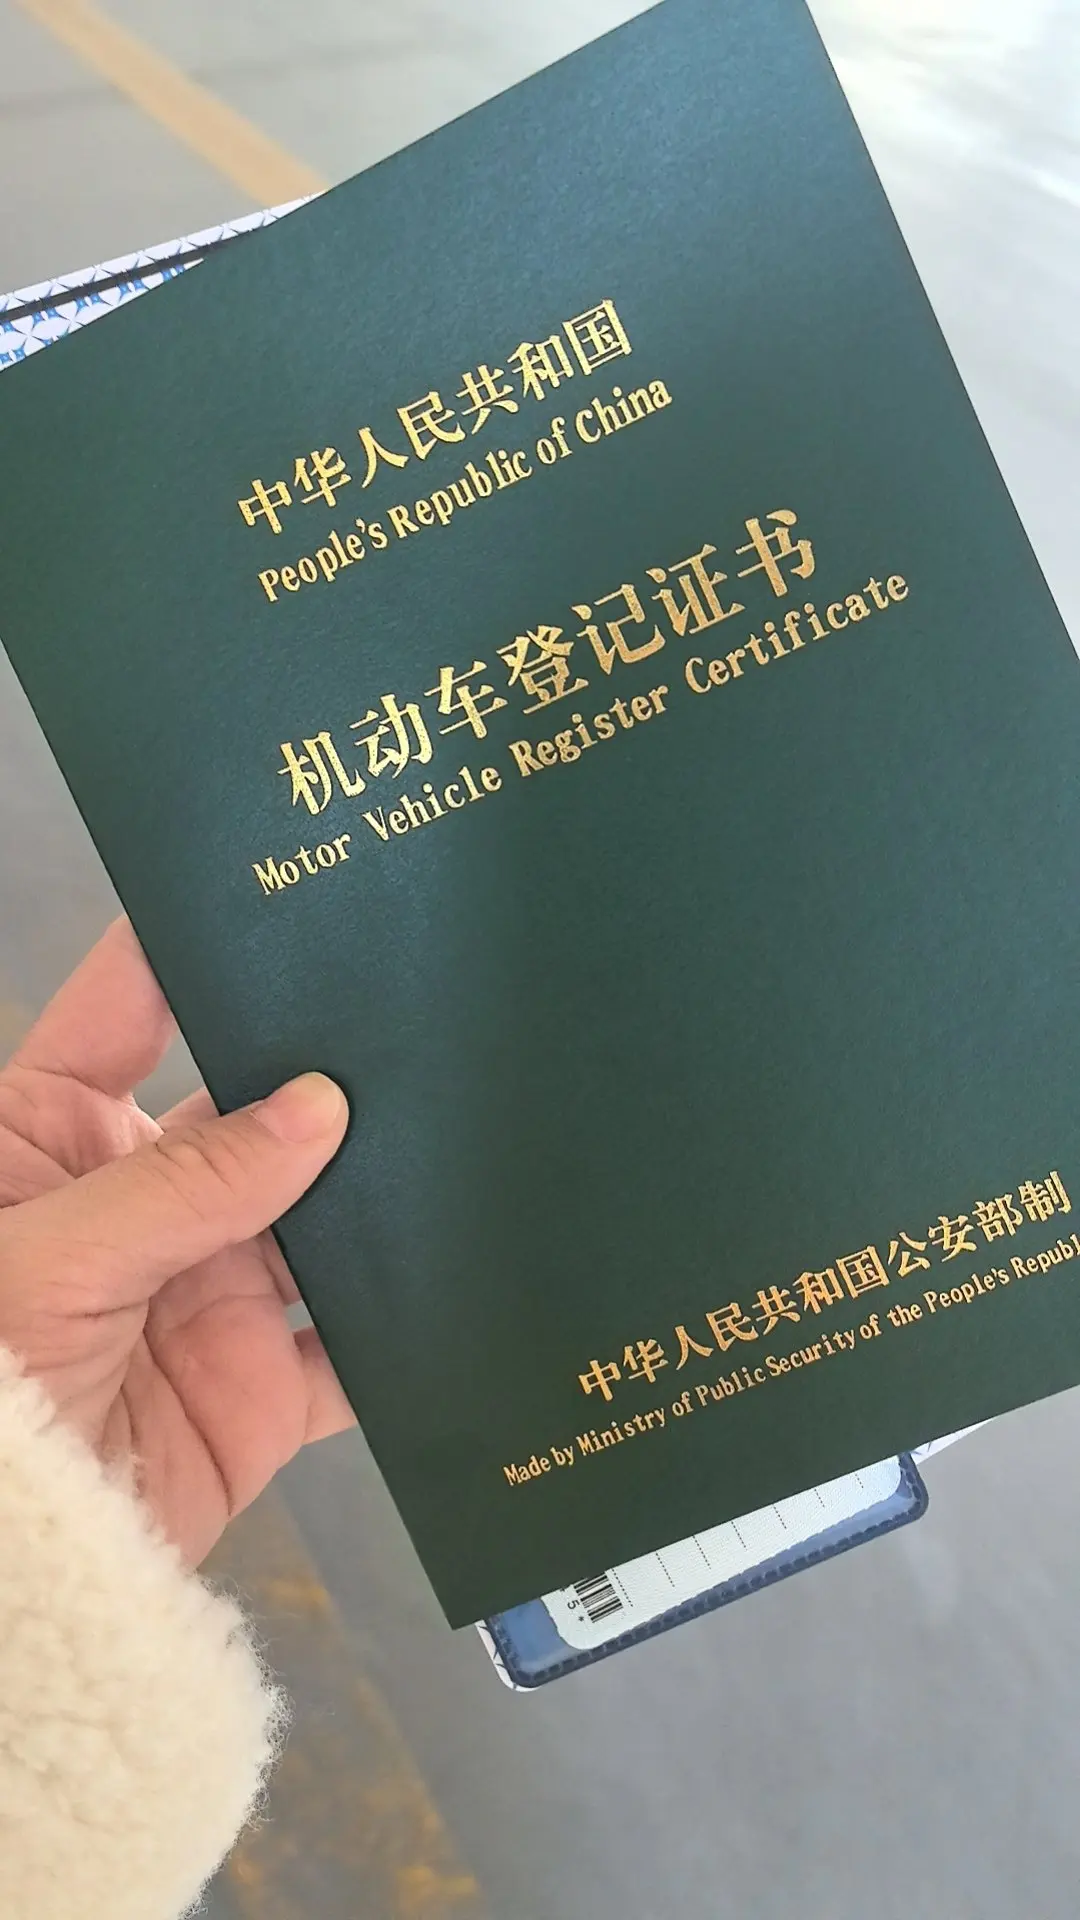 中华人民共和国
People's Republic of China
机动车登记证书
Motor Vehicle Register Certificate
中华人民共和国公安部制
Made by Ministry of Public Security of the People's Republ
5*